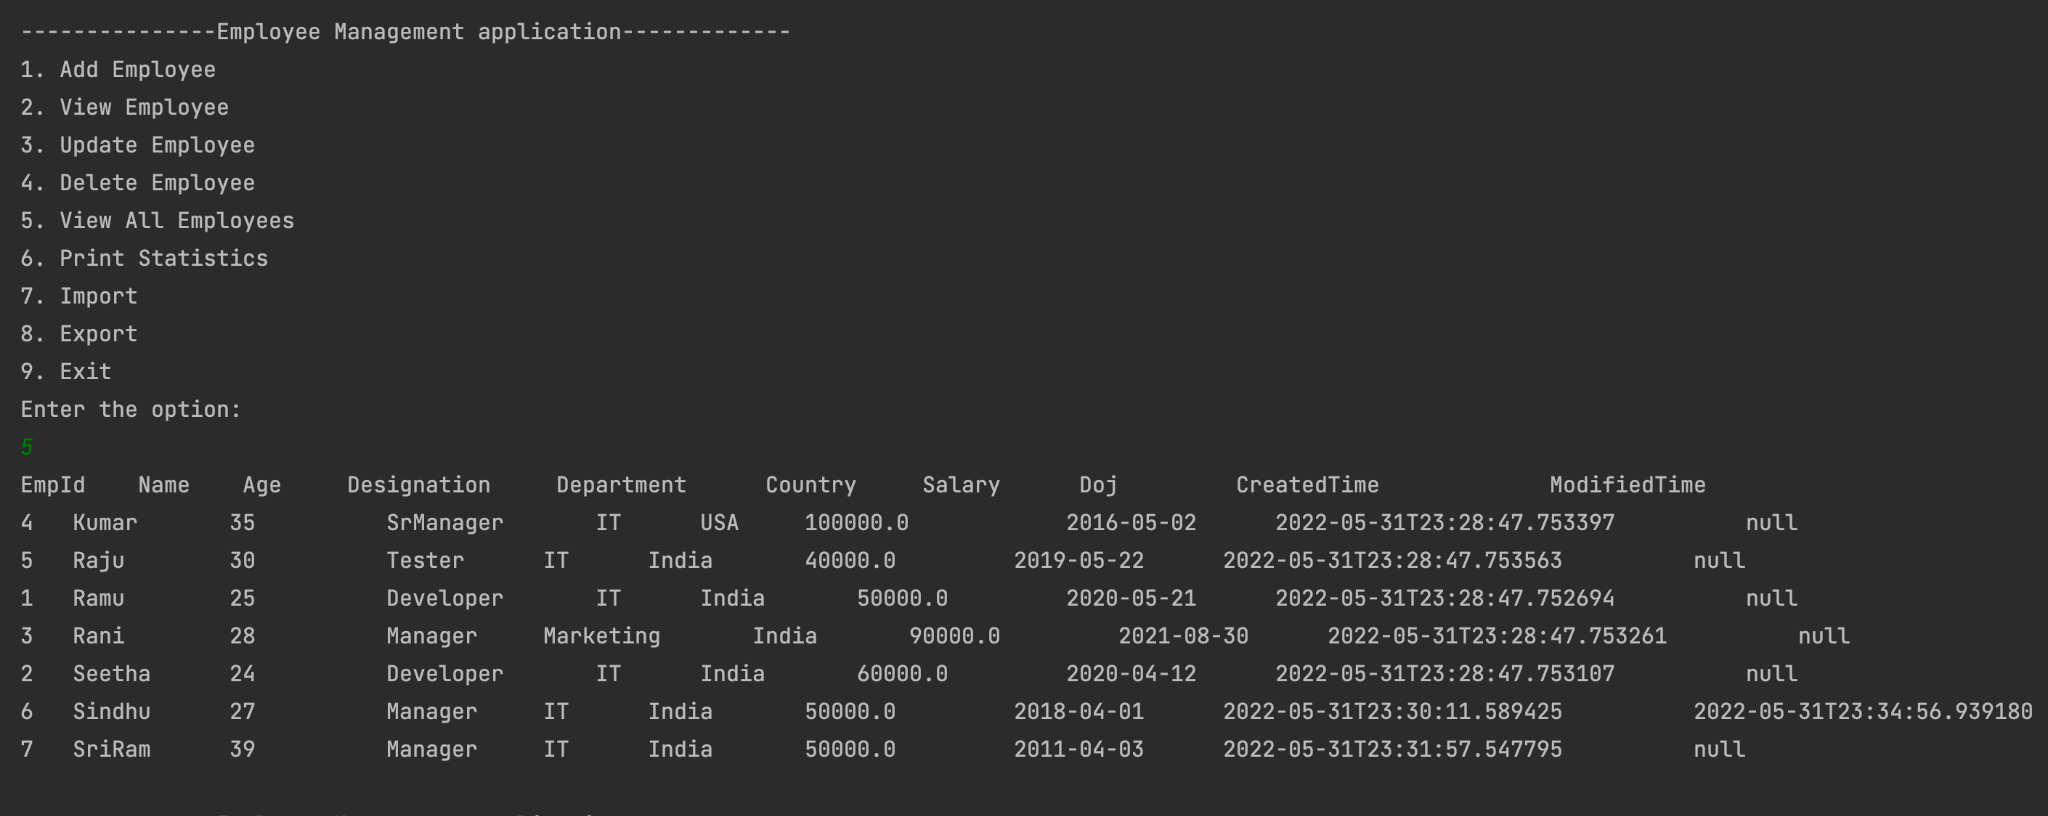 ---------------Employee Management application-------------
1. Add Employee
2. View Employee
3. Update Employee
4. Delete Employee
5. View All Employees
6. Print Statistics
7. Import
8. Export
9. Exit
Enter the option:
5
EmpId    Name    Age     Designation     Department      Country     Salary      Doj         CreatedTime             ModifiedTime
4   Kumar       35          SrManager       IT      USA     100000.0            2016-05-02      2022-05-31T23:28:47.753397          null
5   Raju        30          Tester      IT      India       40000.0         2019-05-22      2022-05-31T23:28:47.753563          null
1   Ramu        25          Developer       IT      India       50000.0         2020-05-21      2022-05-31T23:28:47.752694          null
3   Rani        28          Manager     Marketing       India       90000.0         2021-08-30      2022-05-31T23:28:47.753261          null
2   Seetha      24          Developer       IT      India       60000.0         2020-04-12      2022-05-31T23:28:47.753107          null
6   Sindhu      27          Manager     IT      India       50000.0         2018-04-01      2022-05-31T23:30:11.589425          2022-05-31T23:34:56.939180
7   SriRam      39          Manager     IT      India       50000.0         2011-04-03      2022-05-31T23:31:57.547795          null